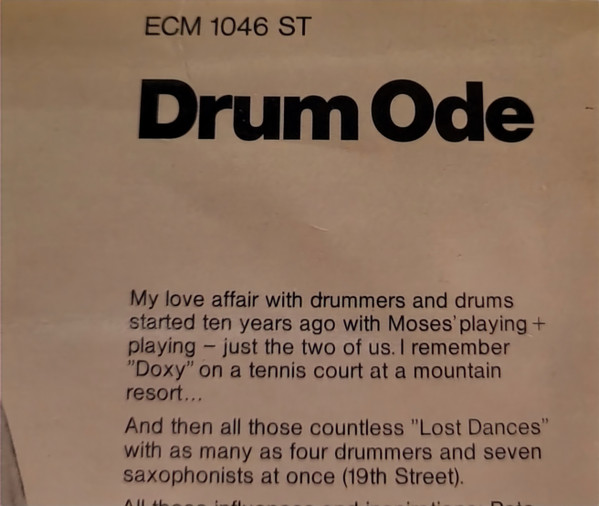 ECM 1046 ST
Drum Ode
My love affair with drummers and drums
started ten years ago with Moses' playing +
playing – just the two of us. I remember
"Doxy" on a tennis court at a mountain
resort...
And then all those countless "Lost Dances"
with as many as four drummers and seven
saxophonists at once (19th Street).